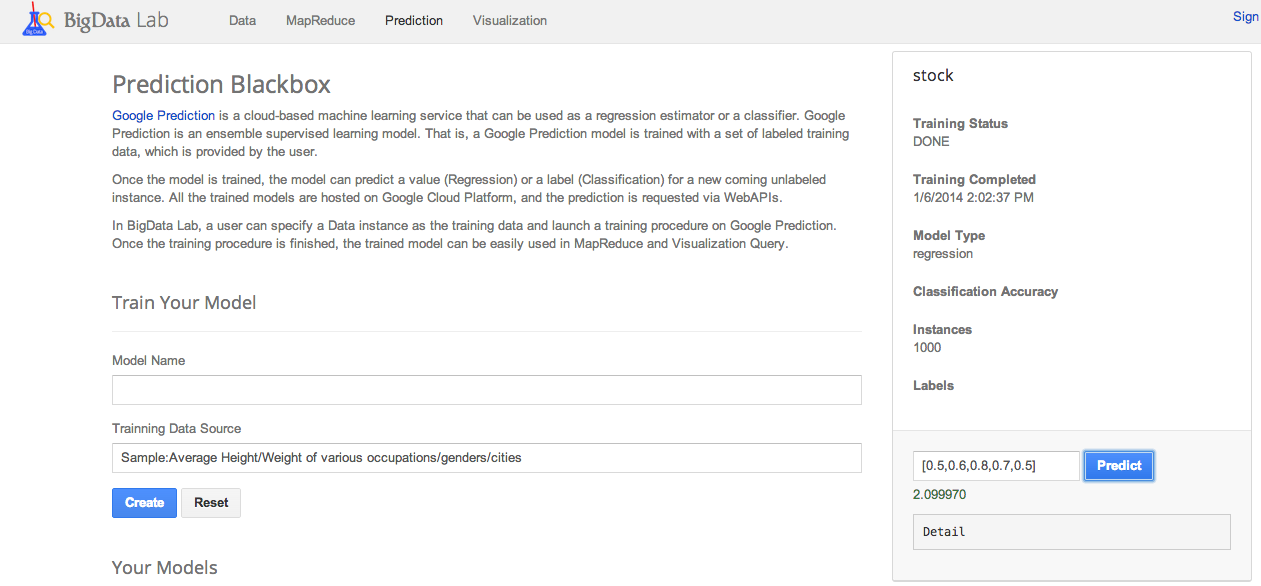 BigData Lab
Data
MapReduce
Prediction
Visualization
Sign
Prediction Blackbox
Google Prediction is a cloud-based machine learning service that can be used as a regression estimator or a classifier. Google
Prediction is an ensemble supervised learning model. That is, a Google Prediction model is trained with a set of labeled training
data, which is provided by the user.
Once the model is trained, the model can predict a value (Regression) or a label (Classification) for a new coming unlabeled
instance. All the trained models are hosted on Google Cloud Platform, and the prediction is requested via WebAPIs.
In BigData Lab, a user can specify a Data instance as the training data and launch a training procedure on Google Prediction.
Once the training procedure is finished, the trained model can be easily used in MapReduce and Visualization Query.
Train Your Model
Model Name
Trainning Data Source
Sample:Average Height/Weight of various occupations/genders/cities
Create
Reset
Your Models
stock
Training Status
DONE
Training Completed
1/6/2014 2:02:37 PM
Model Type
regression
Classification Accuracy
Instances
1000
Labels
[0.5,0.6,0.8,0.7,0.5]
Predict
2.099970
Detail